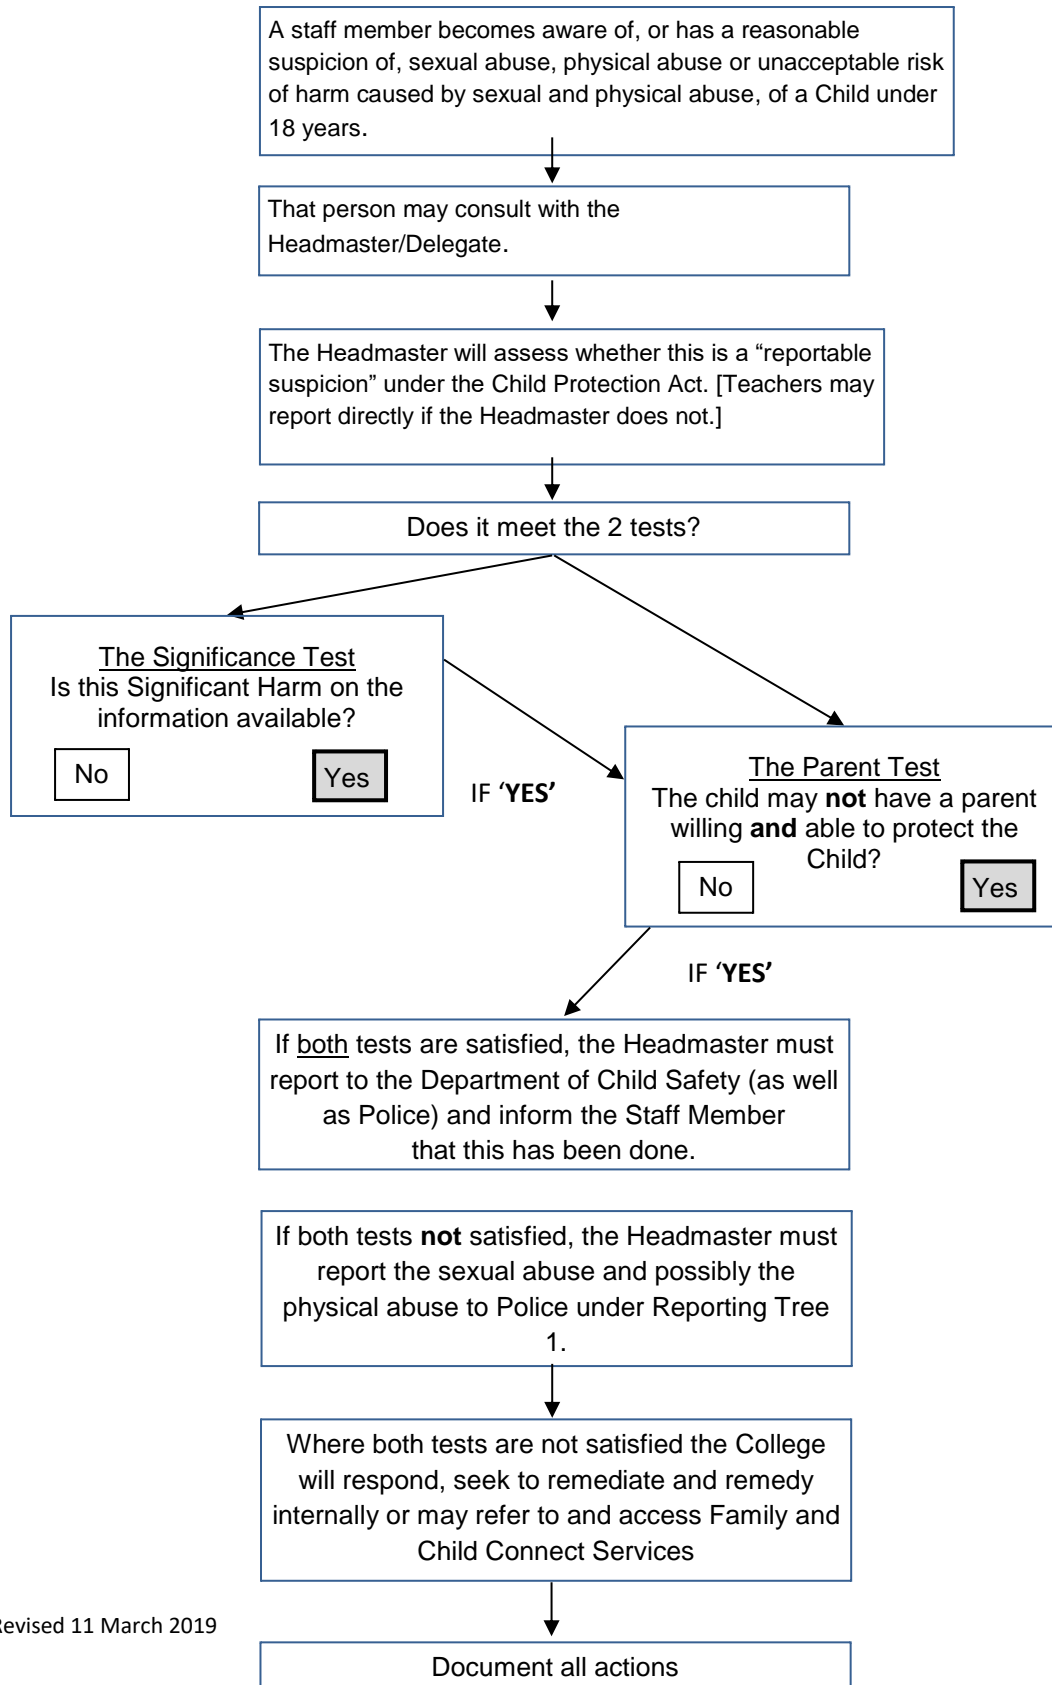 A staff member becomes aware of, or has a reasonable
suspicion of, sexual abuse, physical abuse or unacceptable risk
of harm caused by sexual and physical abuse, of a Child under
18 years.
That person may consult with the
Headmaster/Delegate.
The Headmaster will assess whether this is a “reportable
suspicion” under the Child Protection Act. [Teachers may
report directly if the Headmaster does not.]
Does it meet the 2 tests?
The Significance Test
Is this Significant Harm on the
information available?
No
Yes
IF ‘YES’
The Parent Test
The child may not have a parent
willing and able to protect the
Child?
No
Yes
IF ‘YES’
If both tests are satisfied, the Headmaster must
report to the Department of Child Safety (as well
as Police) and inform the Staff Member
that this has been done.
If both tests not satisfied, the Headmaster must
report the sexual abuse and possibly the
physical abuse to Police under Reporting Tree
1.
Where both tests are not satisfied the College
will respond, seek to remediate and remedy
internally or may refer to and access Family and
Child Connect Services
Revised 11 March 2019
Document all actions